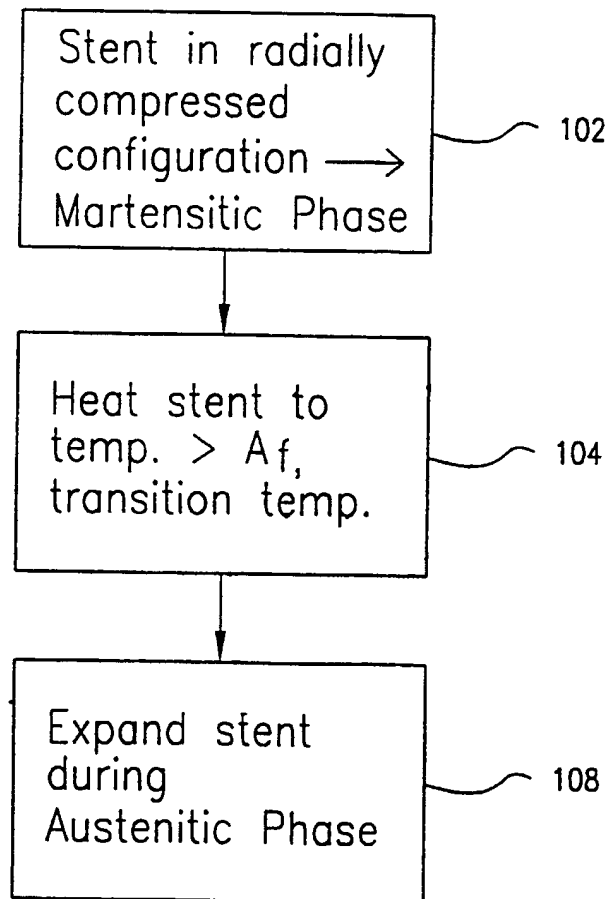 Stent in radially
compressed
configuration →
Martensitic Phase
102
Heat stent to
temp. > Af,
transition temp.
104
Expand stent
during
Austenitic Phase
108